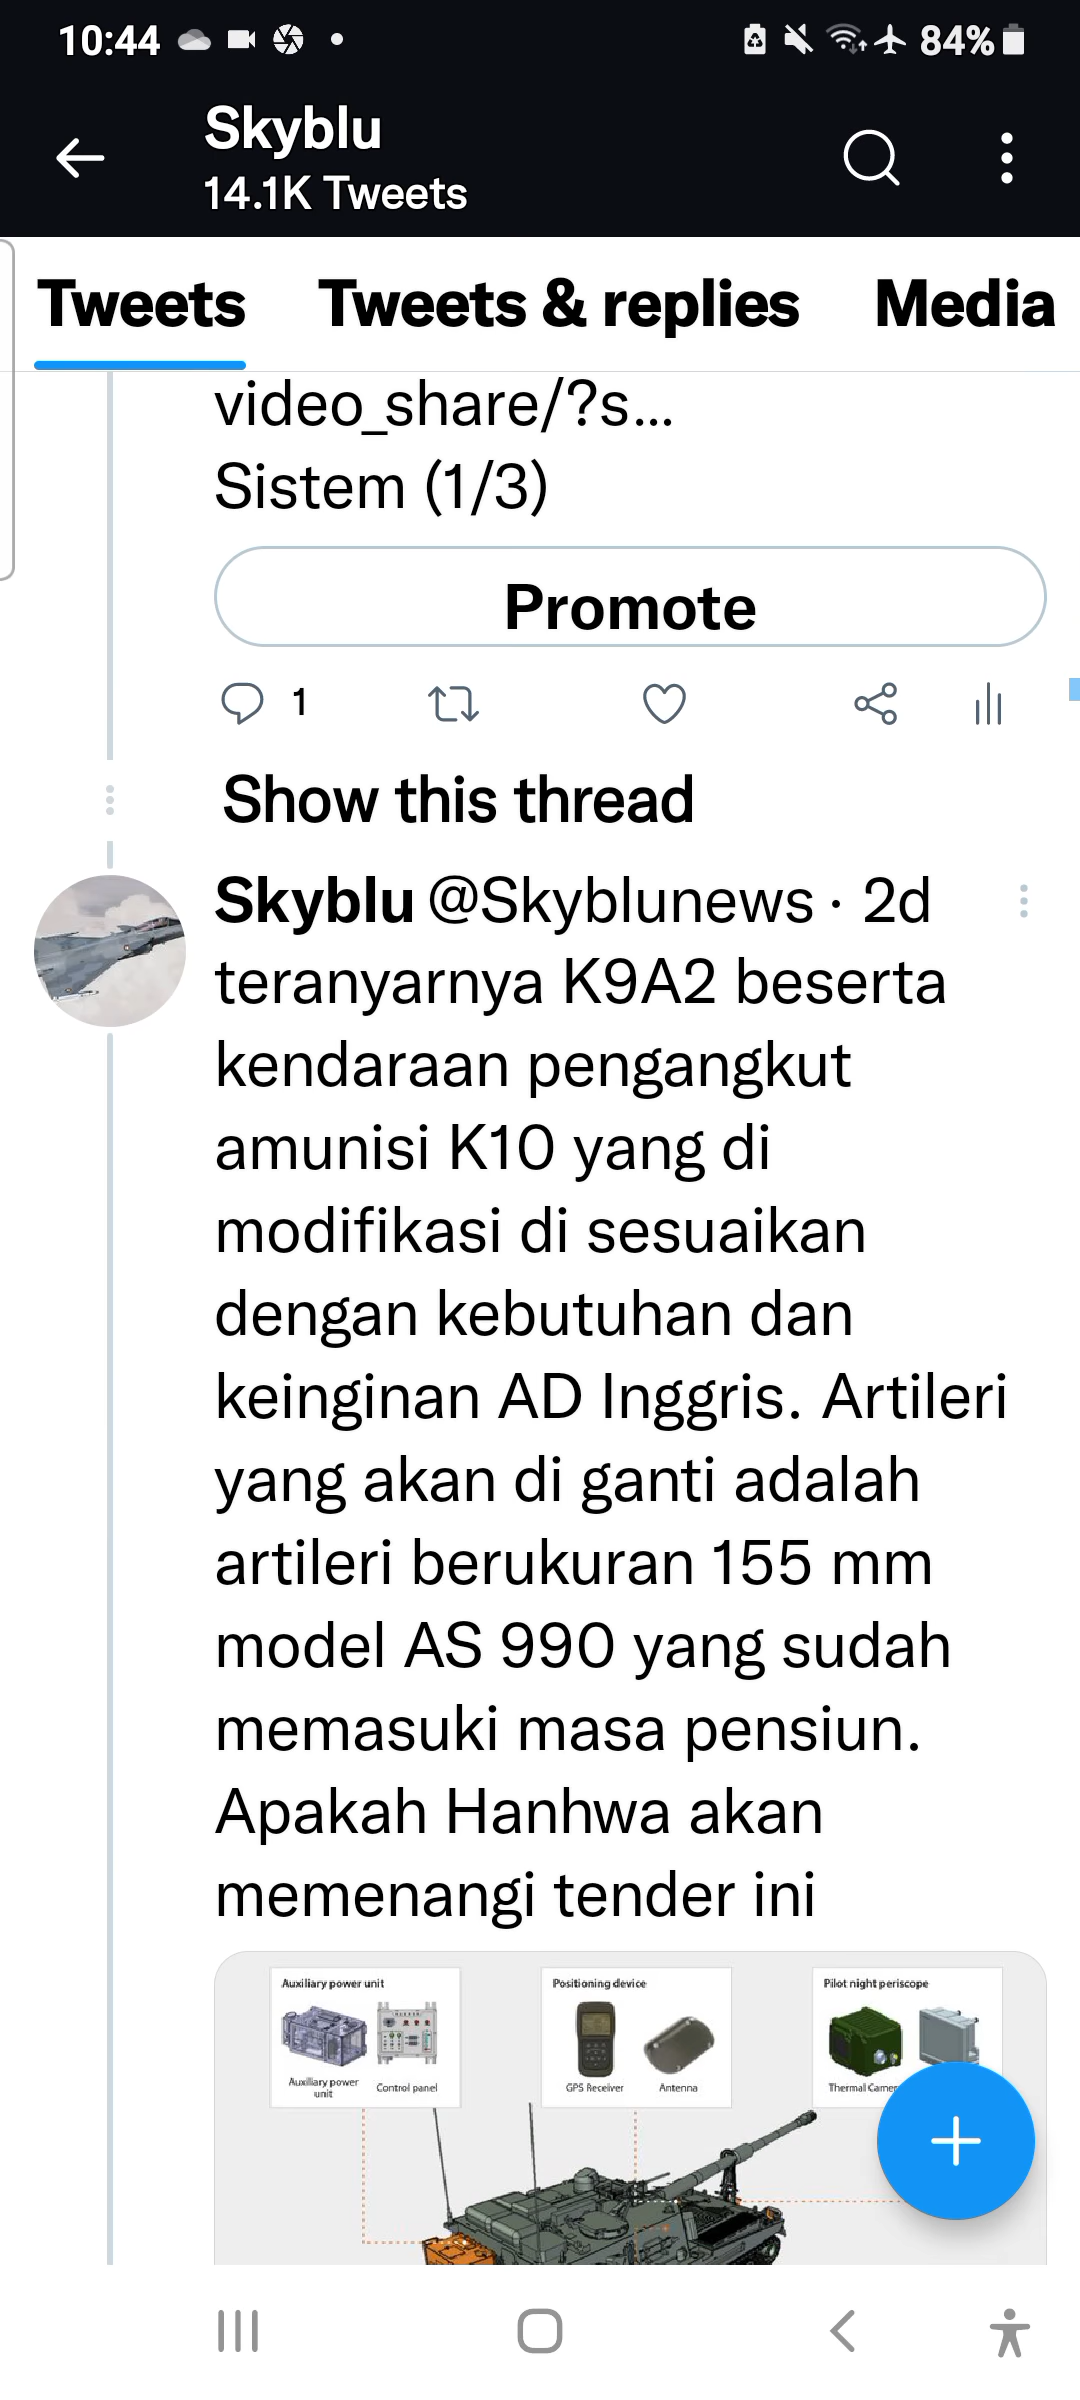 10:44
84%
Skyblu
14.1K Tweets
Tweets Tweets & replies Media
video_share/?s...
Sistem (1/3)
Promote
1
Show this thread
Skyblu @Skyblunews · 2d
teranyarnya K9A2 beserta
kendaraan pengangkut
amunisi K10 yang di
modifikasi di sesuaikan
dengan kebutuhan dan
keinginan AD Inggris. Artileri
yang akan di ganti adalah
artileri berukuran 155 mm
model AS 990 yang sudah
memasuki masa pensiun.
Apakah Hanhwa akan
memenangi tender ini
Auxiliary power unit
Auxiliary power
unit
Control panel
Positioning device
GPS Receiver Antenna
Pilot night periscope
Thermal